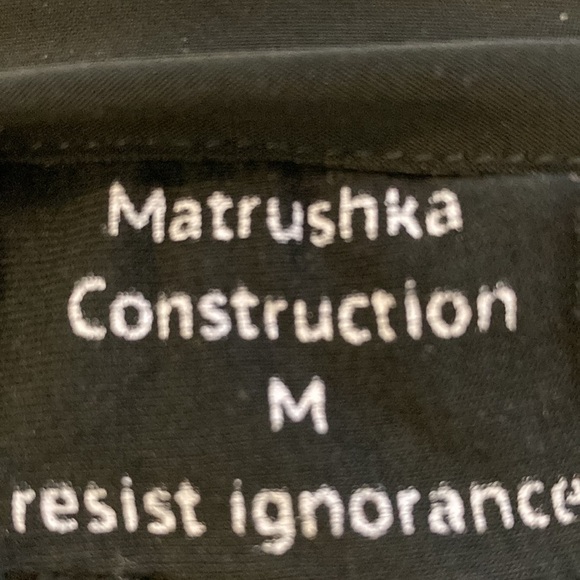 Matrushka
Construction
M
resist ignorance